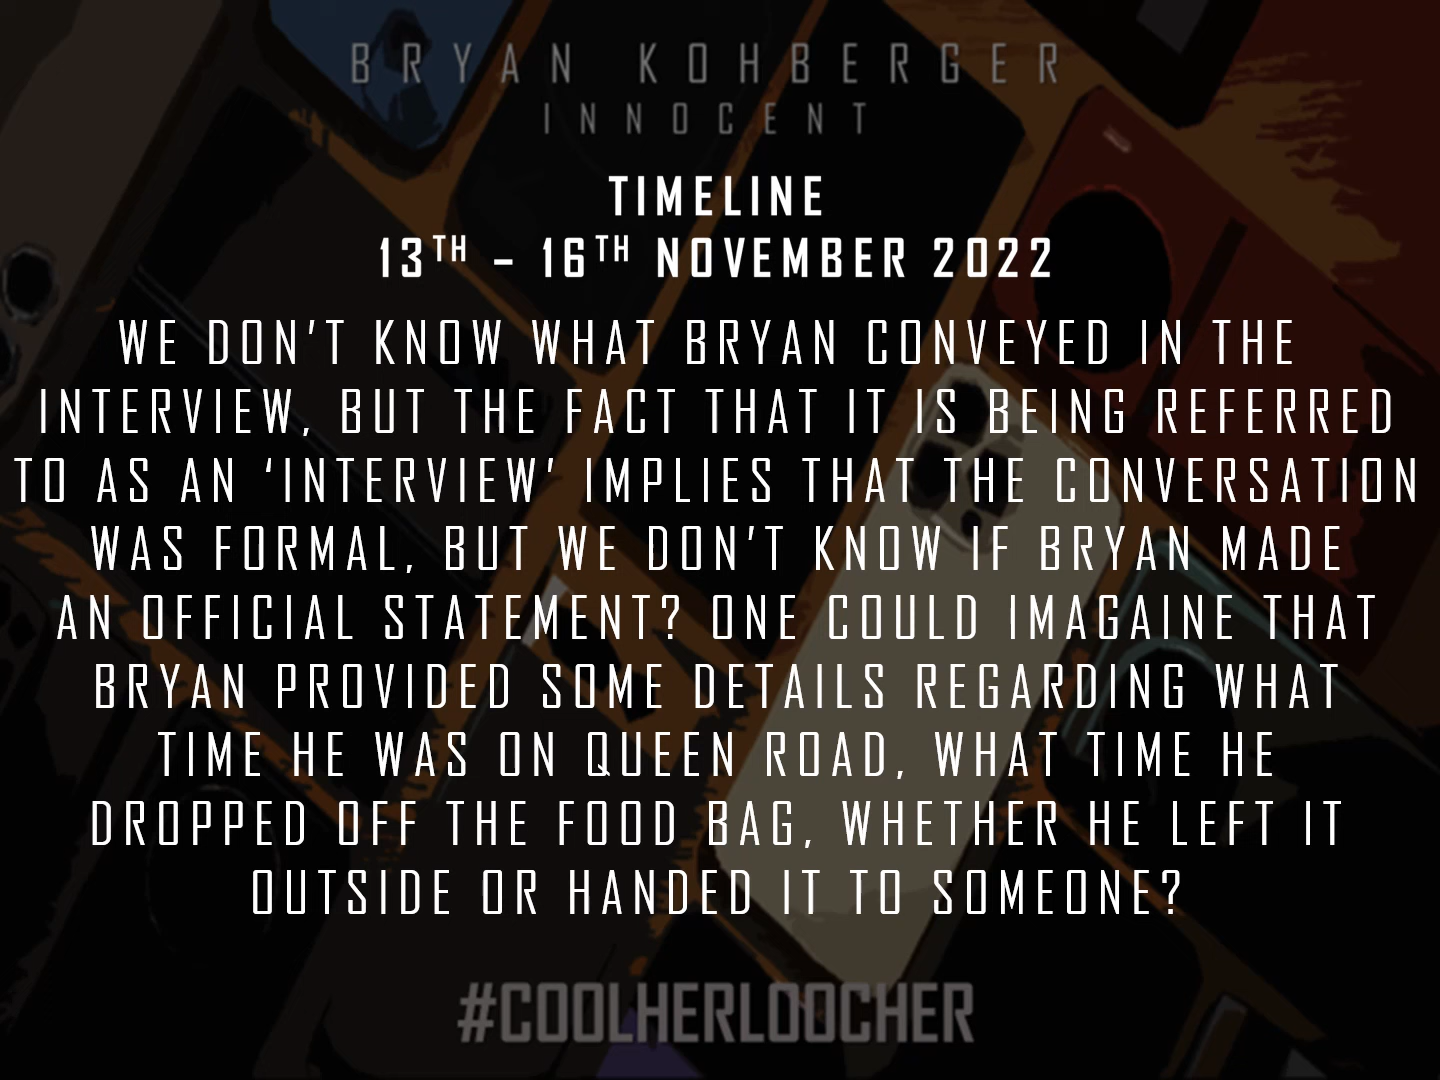 BRYAN KOHBERGER
INNOCENT
TIMELINE
13TH – 16TH NOVEMBER 2022
WE DON'T KNOW WHAT BRYAN CONVEYED IN THE
INTERVIEW, BUT THE FACT THAT IT IS BEING REFERRED
TO AS AN ‘INTERVIEW’ IMPLIES THAT THE CONVERSATION
WAS FORMAL, BUT WE DON'T KNOW IF BRYAN MADE
AN OFFICIAL STATEMENT? ONE COULD IMAGAINE THAT
BRYAN PROVIDED SOME DETAILS REGARDING WHAT
TIME HE WAS ON QUEEN ROAD, WHAT TIME HE
DROPPED OFF THE FOOD BAG, WHETHER HE LEFT IT
OUTSIDE OR HANDED IT TO SOMEONE?
#COOLHERLOOCHER